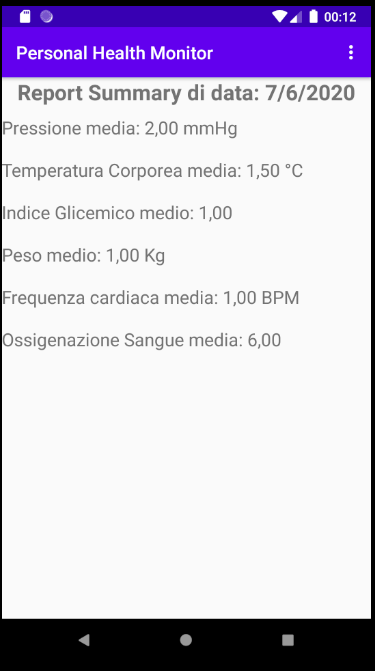 00:12
Personal Health Monitor
Report Summary di data: 7/6/2020
Pressione media: 2,00 mmHg
Temperatura Corporea media: 1,50 °C
Indice Glicemico medio: 1,00
Peso medio: 1,00 Kg
Frequenza cardiaca media: 1,00 BPM
Ossigenazione Sangue media: 6,00